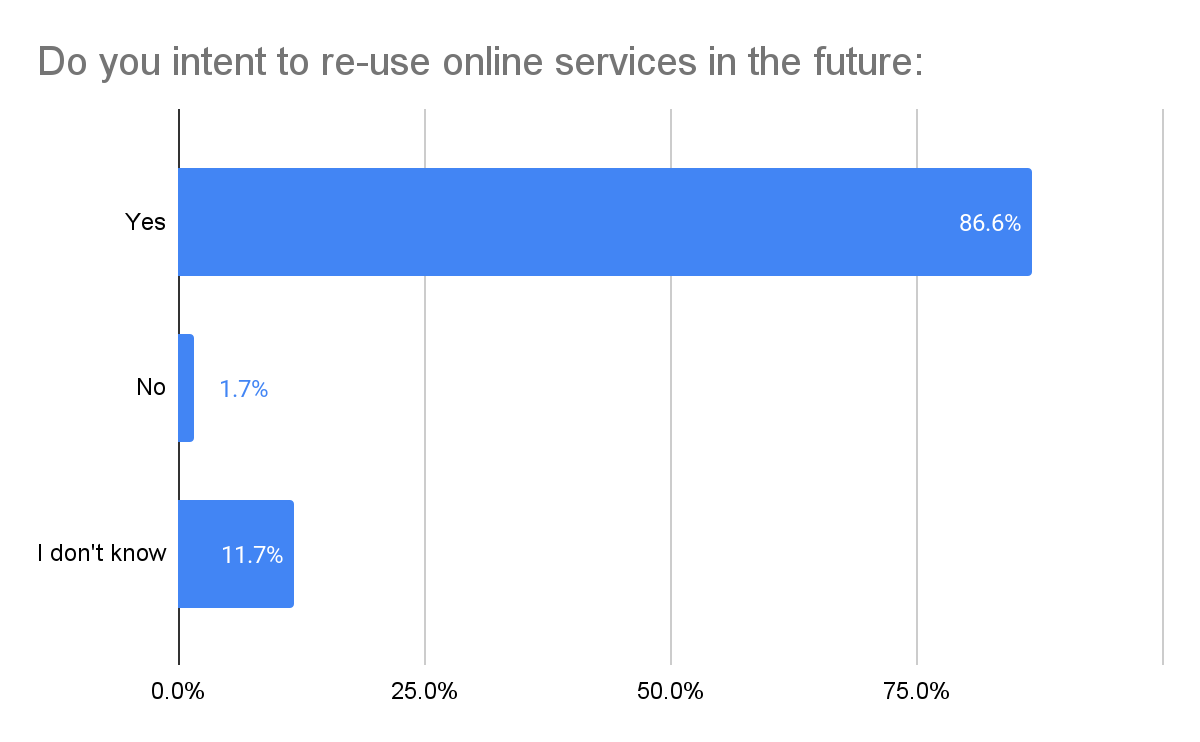 Do you intent to re-use online services in the future:
Yes
86.6%
No
1.7%
I don't know
11.7%
0.0%
25.0%
50.0%
75.0%